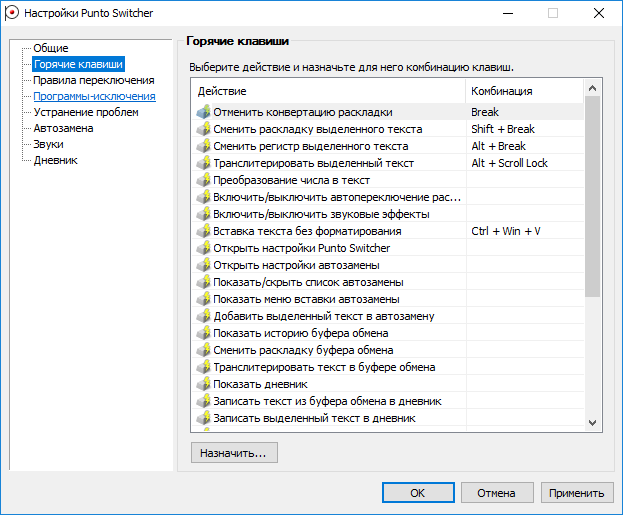 Настройки Punto Switcher
Общие
Горячие клавиши
Правила переключения
Программы-исключения
Устранение проблем
Автозамена
Звуки
Дневник
Горячие клавиши
Выберите действие и назначьте для него комбинацию клавиш.
Действие Комбинация
Отменить конвертацию раскладки Break
Сменить раскладку выделенного текста Shift + Break
Сменить регистр выделенного текста Alt + Break
Транслитерировать выделенный текст Alt + Scroll Lock
Преобразование числа в текст
Включить/выключить автопереключение рас...
Включить/выключить звуковые эффекты
Вставка текста без форматирования Ctrl + Win + V
Открыть настройки Punto Switcher
Открыть настройки автозамены
Показать/скрыть список автозамены
Показать меню вставки автозамены
Добавить выделенный текст в автозамену
Показать историю буфера обмена
Сменить раскладку буфера обмена
Транслитерировать текст в буфере обмена
Показать дневник
Записать текст из буфера обмена в дневник
Записать выделенный текст в дневник
Назначить...
OK Отмена Применить